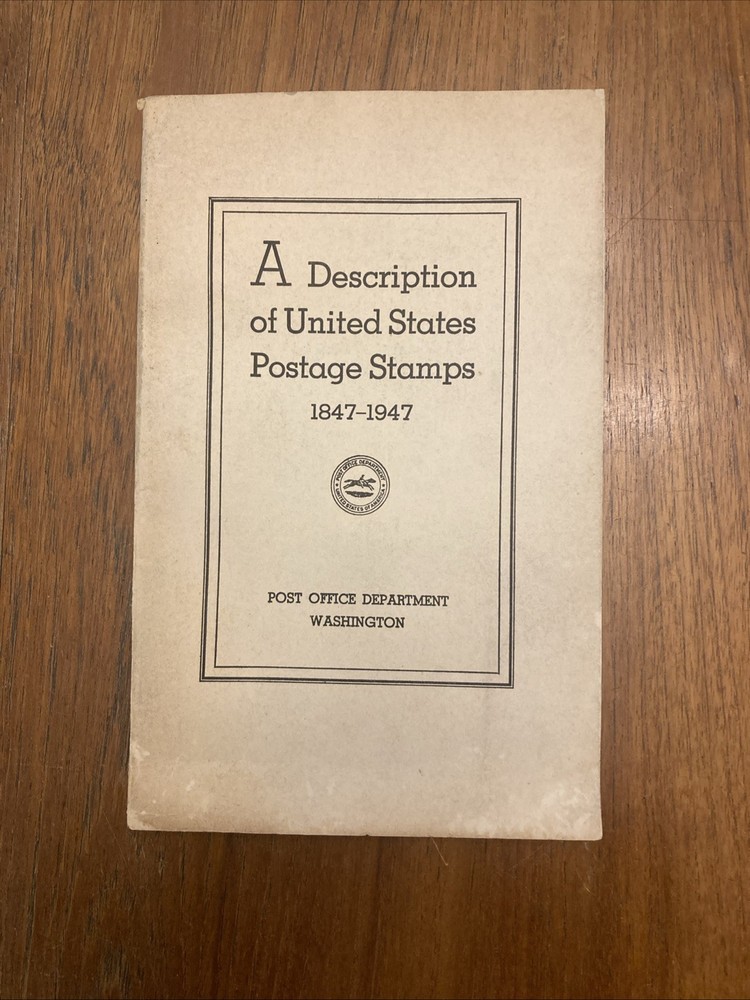 A Description
of United States
Postage Stamps
1847–1947
POST OFFICE DEPARTMENT
UNITED STATES OF AMERICA
POST OFFICE DEPARTMENT
WASHINGTON